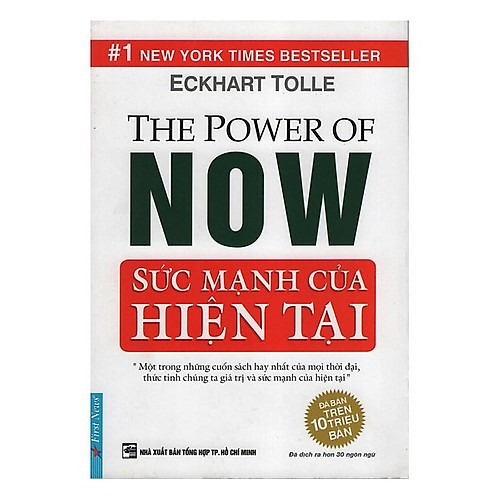 #1 NEW YORK TIMES BESTSELLER
ECKHART TOLLE
THE POWER OF
NOW
SỨC MẠNH CỦA
HIỆN TẠI
" Một trong những cuốn sách hay nhất của mọi thời đại,
thức tỉnh chúng ta giá trị và sức mạnh của hiện tại "
ĐÃ BÁN
TRÊN
10 TRIỆU
BẢN
First News
NHÀ XUẤT BẢN TỔNG HỢP TP. HỒ CHÍ MINH
Đã dịch ra hơn 30 ngôn ngữ